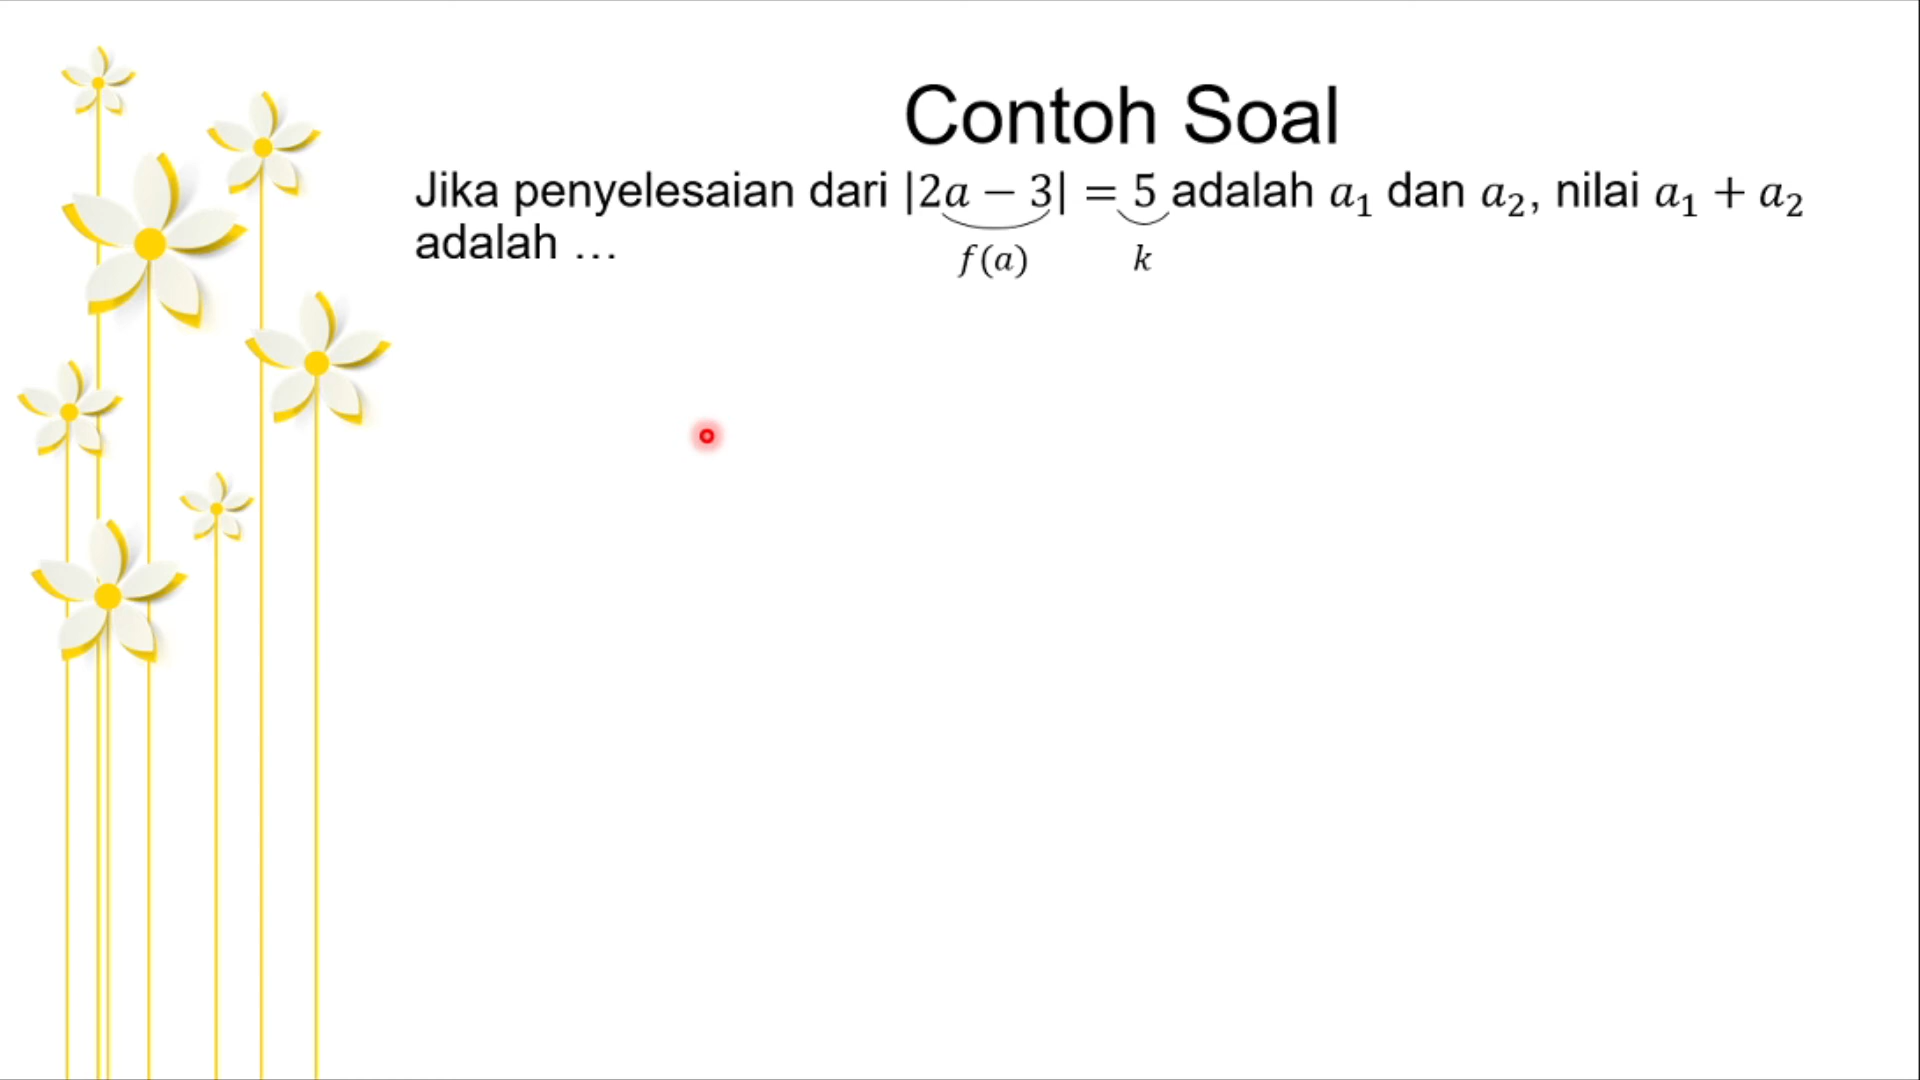 Contoh Soal
Jika penyelesaian dari |2𝑎 − 3| = 5 adalah 𝑎₁ dan 𝑎₂, nilai 𝑎₁ + 𝑎₂
adalah …
𝑓(𝑎) 𝑘